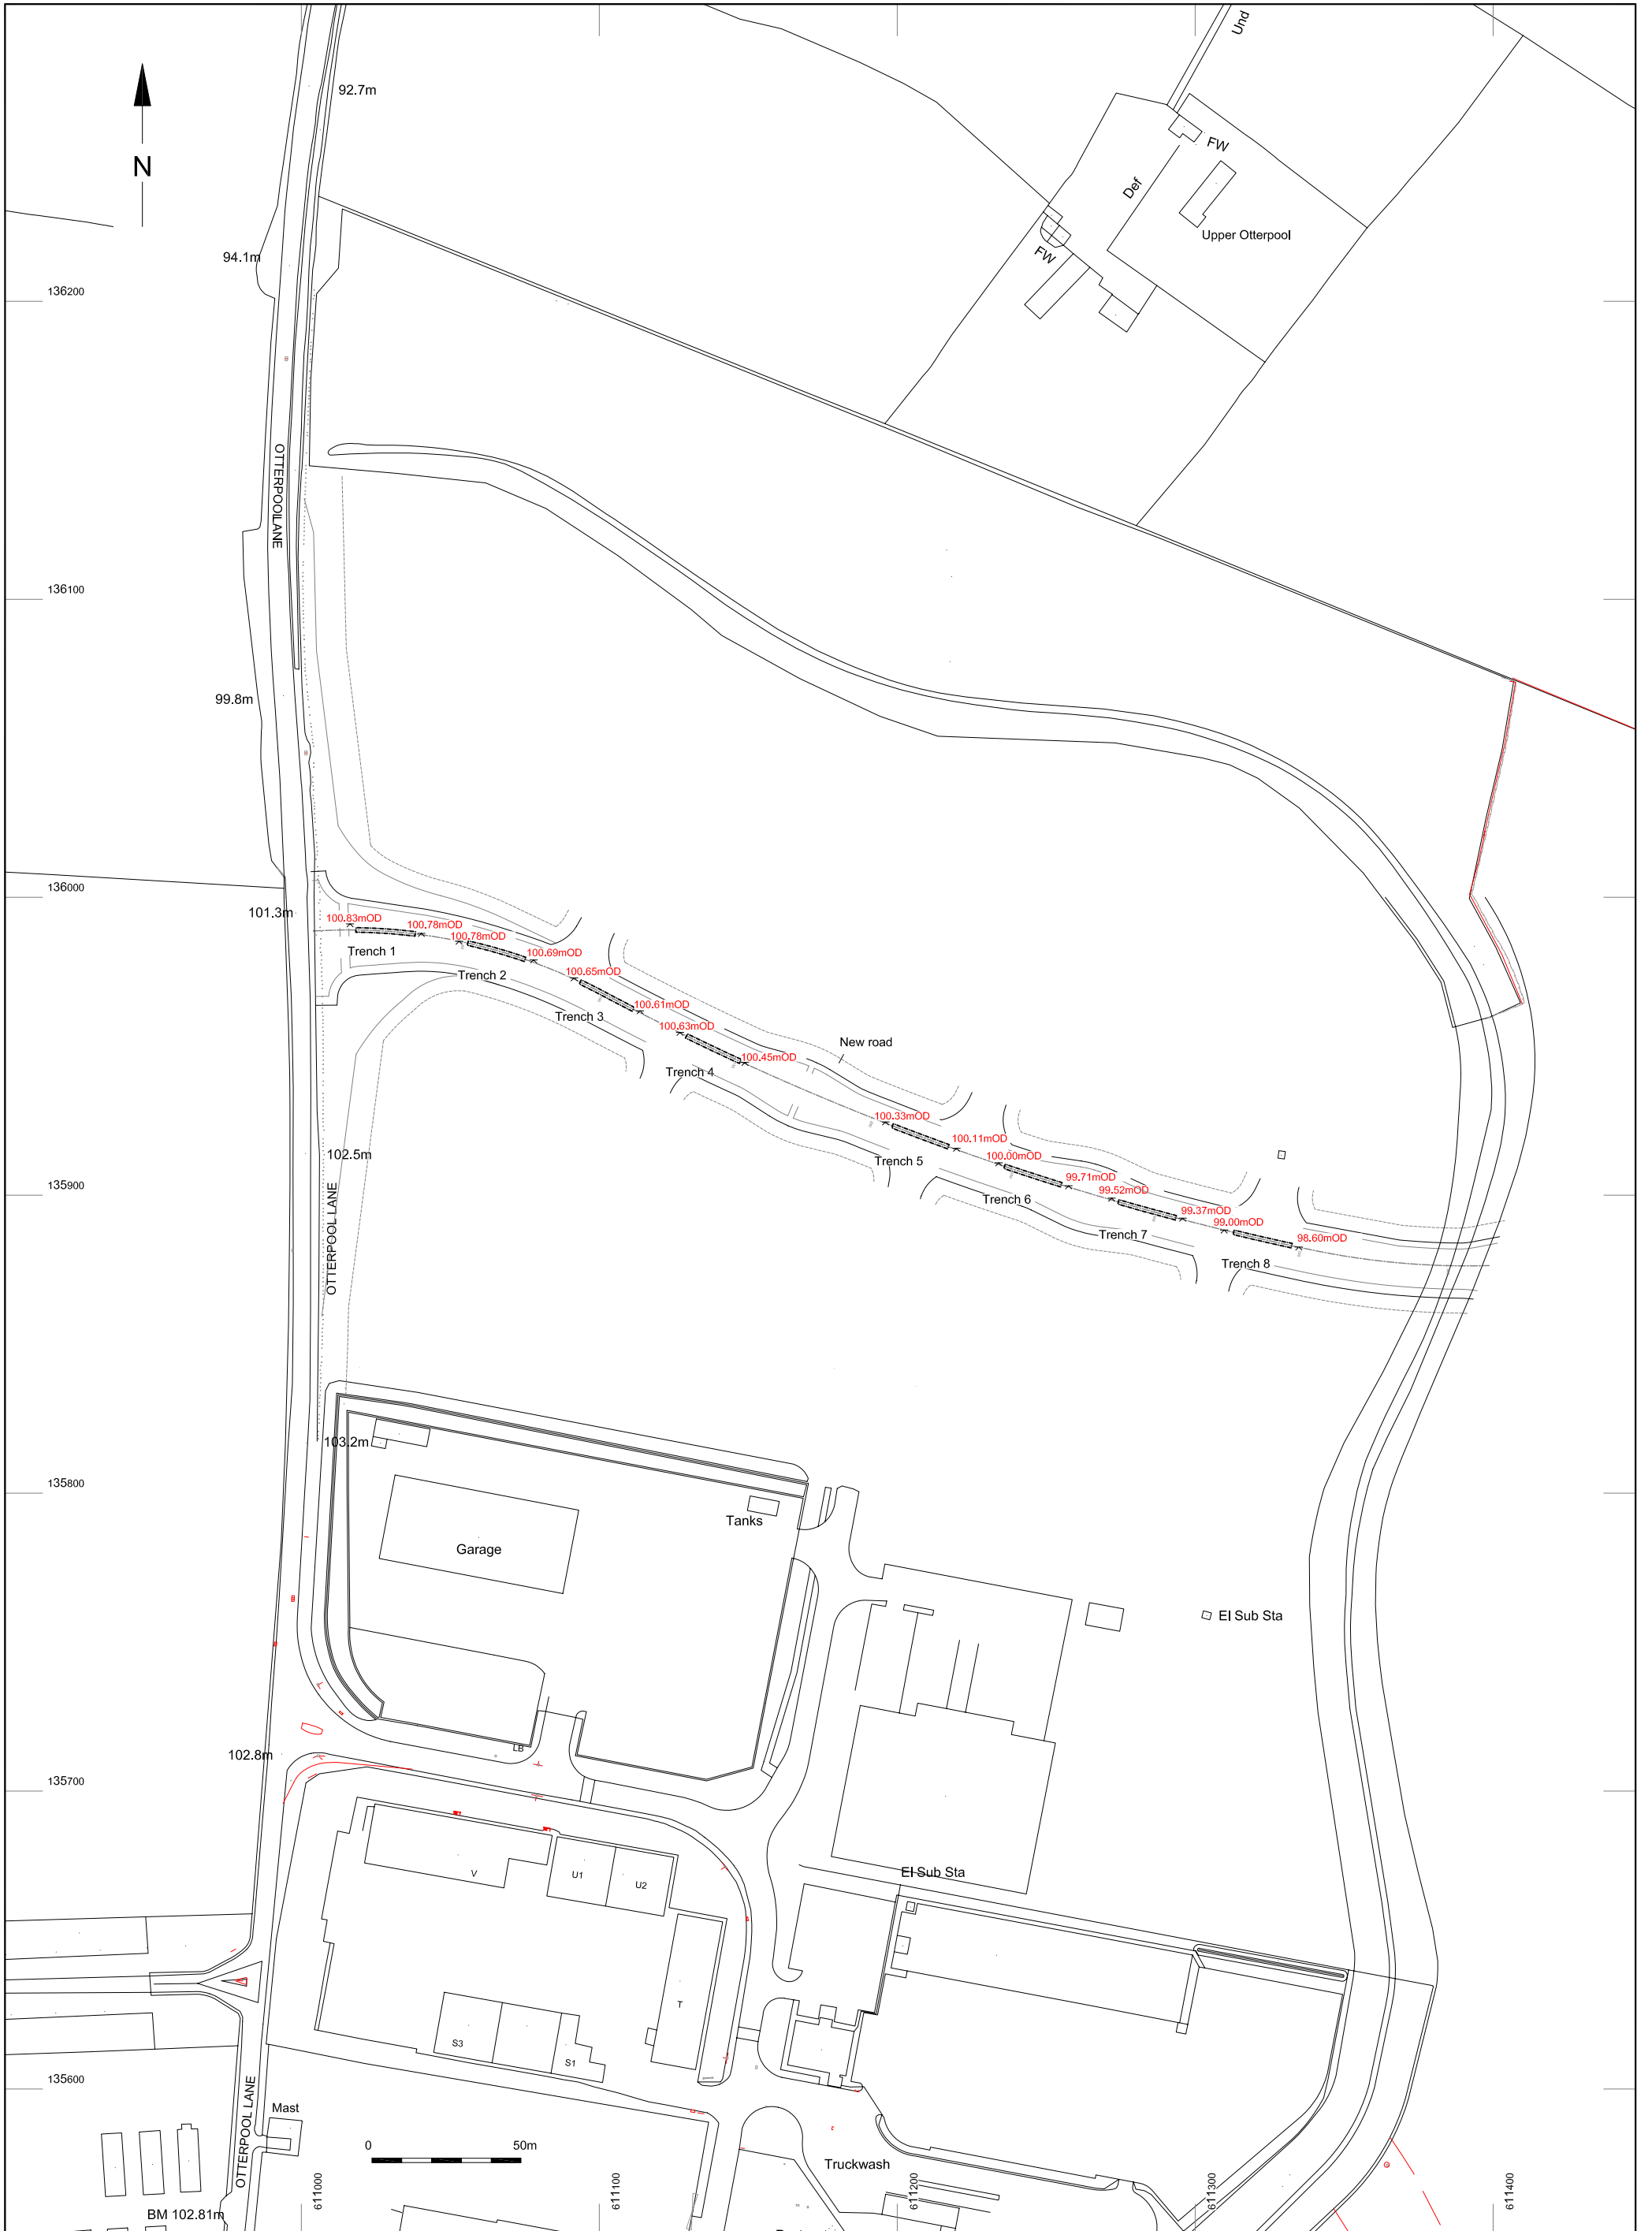 Und
92.7m
N
FW
Def
Upper Otterpool
FW
94.1m
136200
OTTERPOOL LANE
136100
99.8m
136000
101.3m
100.83mOD
100.78mOD
100.78mOD
100.69mOD
Trench 1
Trench 2
100.65mOD
100.61mOD
Trench 3
100.63mOD
100.45mOD
New road
Trench 4
100.33mOD
100.11mOD
Trench 5
100.00mOD
99.71mOD
102.5m
135900
Trench 6
99.52mOD
99.37mOD
99.00mOD
98.60mOD
Trench 7
Trench 8
OTTERPOOL LANE
103.2m
135800
Tanks
Garage
El Sub Sta
LB
102.8m
135700
V
U1
U2
El Sub Sta
T
S3
S1
135600
OTTERPOOL LANE
Mast
0 50m
Truckwash
611000
611100
611200
611300
611400
BM 102.81m